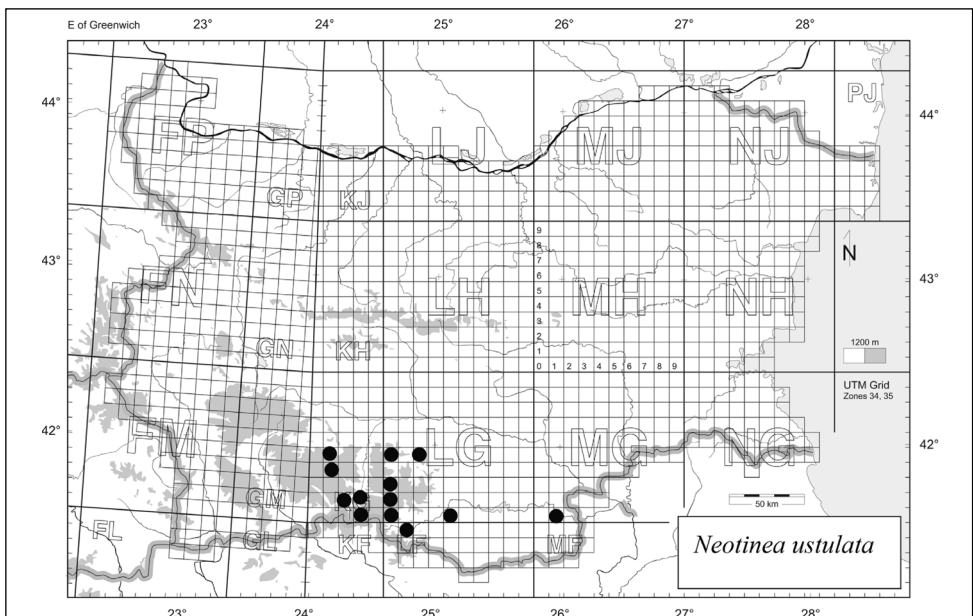 E of Greenwich 23° 24° 25° 26° 27° 28°
44° 44°
PJ
FP LJ MJ NJ
GP KJ
43° 43°
9
8
N
7
FN 6
5
LH 4 MH NH
3
2
GN KH 1
1200 m
0 1 2 3 4 5 6 7 8 9
UTM Grid
Zones 34, 35
42° 42°
FM LG MG NG
GM
50 km
FL GL KF LF MF
Neotinea ustulata
23° 24° 25° 26° 27° 28°